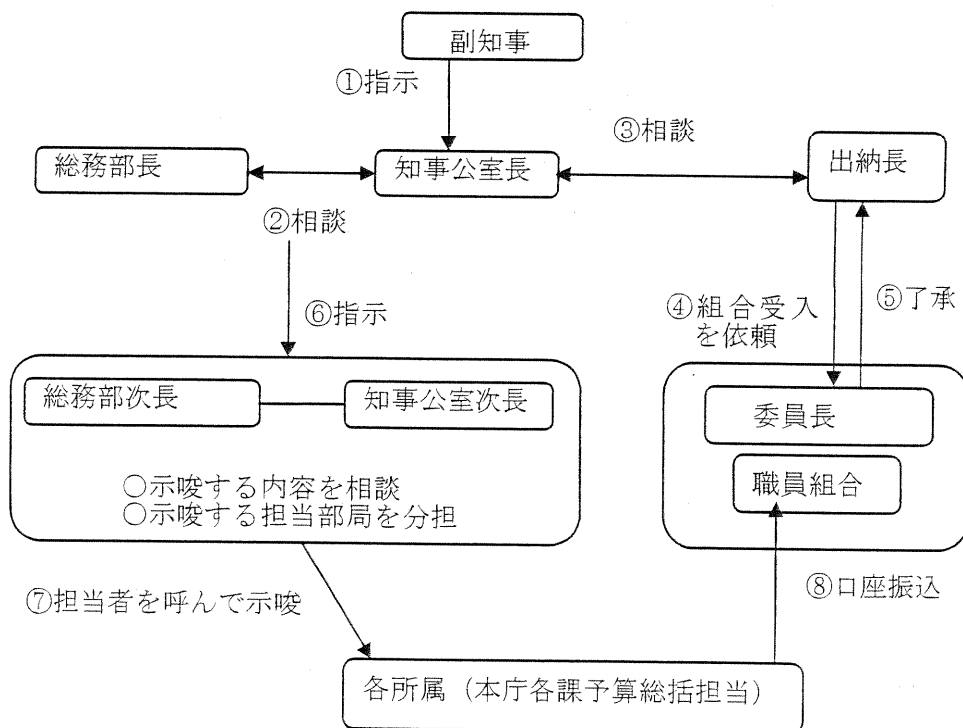 副知事
①指示
③相談
総務部長
知事公室長
出納長
②相談
⑥指示
④組合受入
を依頼
⑤了承
総務部次長
知事公室次長
委員長
○示唆する内容を相談
○示唆する担当部局を分担
職員組合
⑦担当者を呼んで示唆
⑧口座振込
各所属（本庁各課予算総括担当）